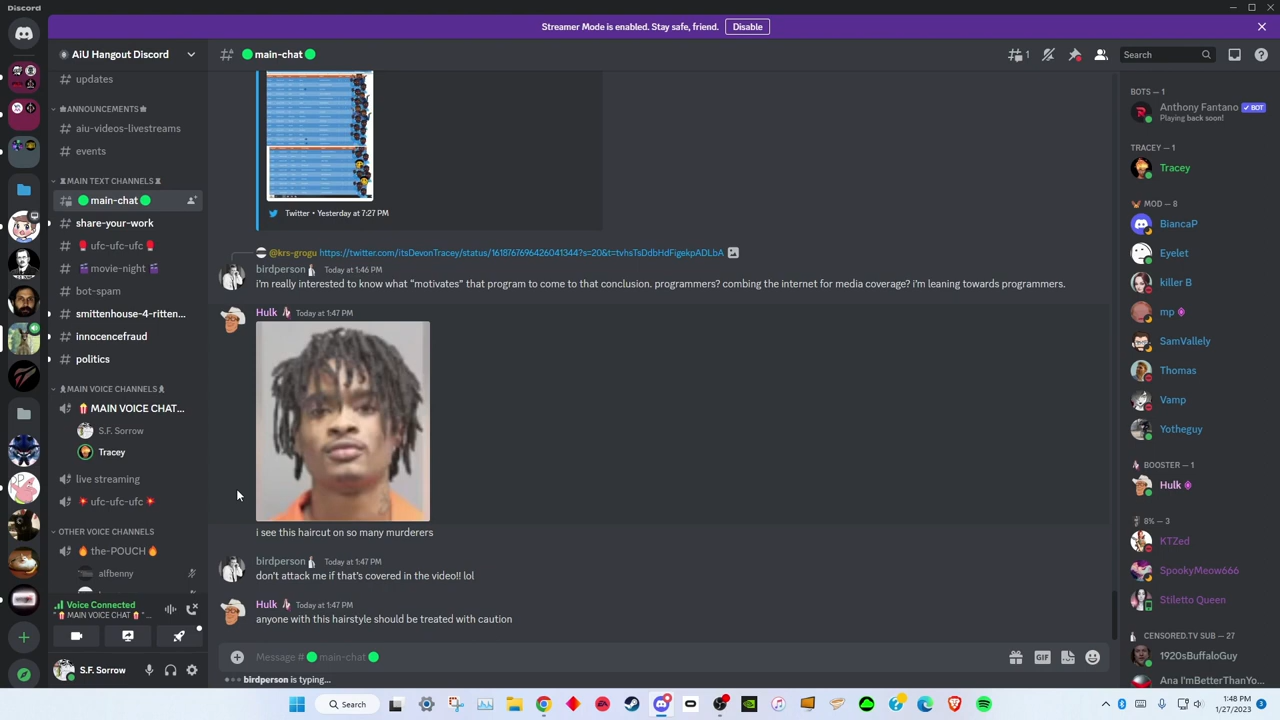 Discord
Streamer Mode is enabled. Stay safe, friend.
Disable
AiU Hangout Discord
main-chat
Search
updates
ANNOUNCEMENTS
aiu-videos-livestreams
events
MAIN TEXT CHANNELS
main-chat
share-your-work
ufc-ufc-ufc
movie-night
bot-spam
smittenhouse-4-ritten...
innocencefraud
politics
MAIN VOICE CHANNELS
MAIN VOICE CHAT...
S.F. Sorrow
Tracey
live streaming
ufc-ufc-ufc
OTHER VOICE CHANNELS
the-POUCH
alfbenny
Voice Connected
MAIN VOICE CHAT
S.F. Sorrow
Twitter • Yesterday at 7:27 PM
@krs-grogu https://twitter.com/itsDevonTracey/status/1618767696426041344?s=20&t=tvhsTsDdbHdFigekpADLbA
birdperson Today at 1:46 PM
i'm really interested to know what "motivates" that program to come to that conclusion. programmers? combing the internet for media coverage? i'm leaning towards programmers.
Hulk Today at 1:47 PM
i see this haircut on so many murderers
birdperson Today at 1:47 PM
don't attack me if that's covered in the video!! lol
Hulk Today at 1:47 PM
anyone with this hairstyle should be treated with caution
Message # main-chat
birdperson is typing...
BOTS — 1
Anthony Fantano BOT
Playing bad soon!
TRACEY — 1
Tracey
MOD — 8
BiancaP
Eyelet
killer B
mp
SamVallely
Thomas
Vamp
Yotheguy
BOOSTER — 1
Hulk
8% — 3
KTZed
SpookyMeow666
Stiletto Queen
CENSORED.TV SUB — 27
1920sBuffaloGuy
Ana I'mBetterThanYo...
Search
1:48 PM
1/27/2023